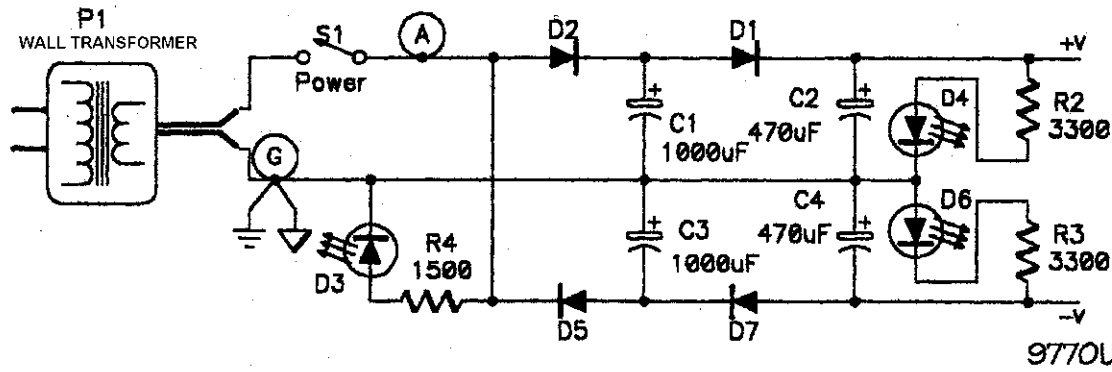 P1
WALL TRANSFORMER
S1
Power
A
D2
D1
+V
C1
1000uF
C2
470uF
D4
R2
3300
G
D3
R4
1500
C3
1000uF
C4
470uF
D6
R3
3300
D5
D7
-V
9770U